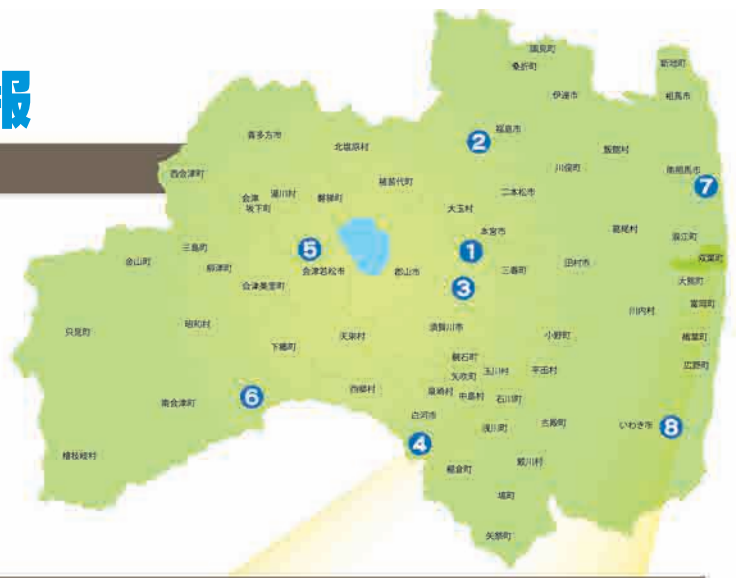 報
国見町
桑折町
新地町
伊達市
相馬市
2
福島市
喜多方市
北塩原村
飯舘村
川俣町
南相馬市
7
西会津町
猪苗代町
湯川村
磐梯町
二本松市
会津
坂下町
大玉村
葛尾村
浪江町
本宮市
5
1
三島町
金山町
柳津町
会津若松市
郡山市
三春町
田村市
双葉町
大熊町
会津美里町
3
富岡町
川内村
只見町
昭和村
須賀川市
天栄村
小野町
楢葉町
下郷町
鏡石町
広野町
矢吹町
玉川村
平田村
6
西郷村
泉崎村
中島村
石川町
南会津町
白河市
浅川町
古殿町
いわき市
8
4
檜枝岐村
棚倉町
鮫川村
塙町
矢祭町